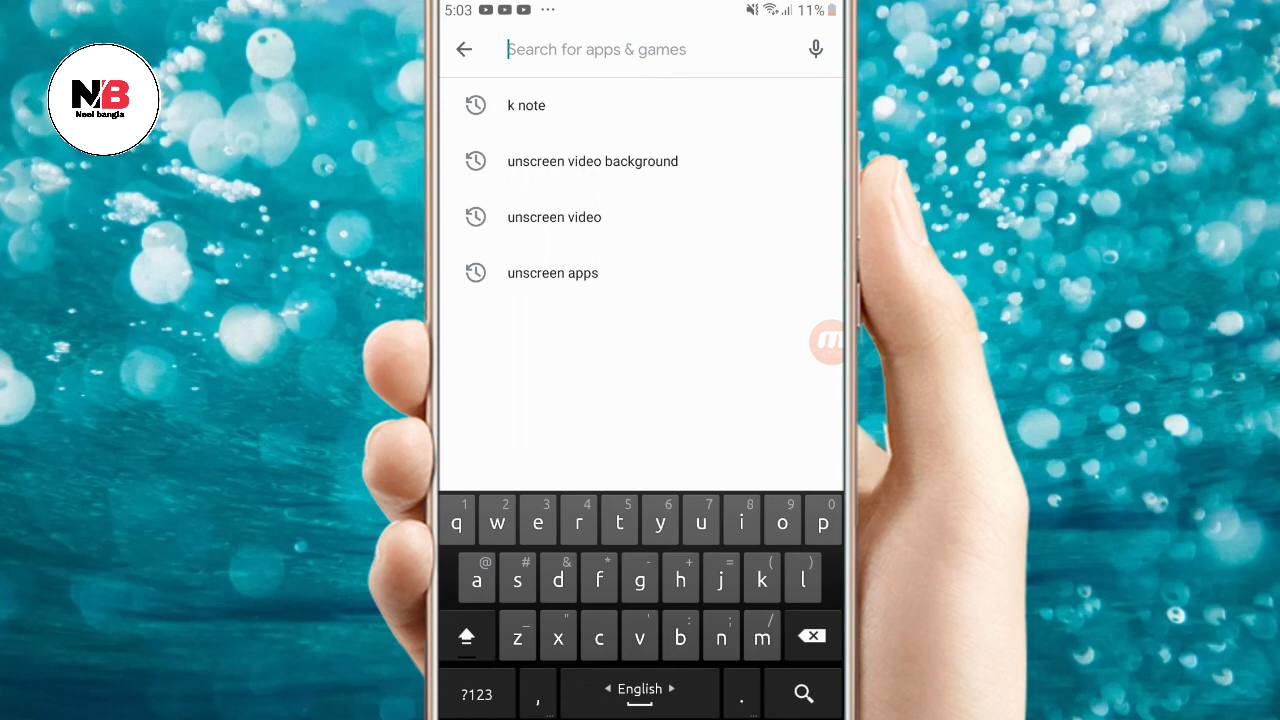 NB
Neel bangla
5:03
11%
Search for apps & games
k note
unscreen video background
unscreen video
unscreen apps
1 2 3 4 5 6 7 8 9 0
q w e r t y u i o p
@ # & * - + = ( )
a s d f g h j k l
_ " ' : ; /
z x c v b n m
?123 , English .